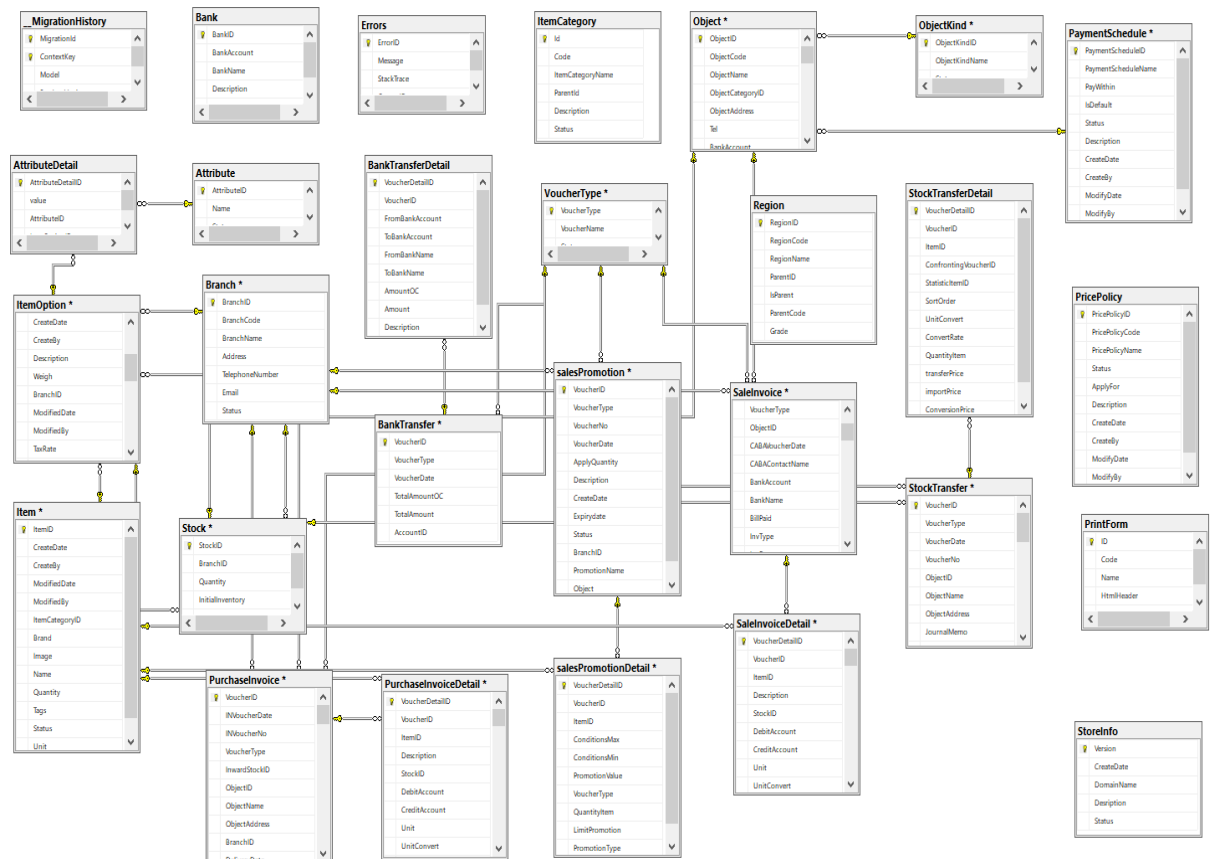 __MigrationHistory
MigrationId
ContextKey
Model
Bank
BankID
BankAccount
BankName
Description
Errors
ErrorID
Message
StackTrace
ItemCategory
Id
Code
ItemCategoryName
ParentId
Description
Status
Object *
ObjectID
ObjectCode
ObjectName
ObjectCategoryID
ObjectAddress
Tel
BankAccount
ObjectKind *
ObjectKindID
ObjectKindName
PaymentSchedule *
PaymentScheduleID
PaymentScheduleName
PayWithin
IsDefault
Status
Description
CreateDate
CreateBy
ModifyDate
ModifyBy
AttributeDetail
AttributeDetailID
value
AttributeID
Attribute
AttributeID
Name
BankTransferDetail
VoucherDetailID
VoucherID
FromBankAccount
ToBankAccount
FromBankName
ToBankName
AmountOC
Amount
Description
VoucherType *
VoucherType
VoucherName
Region
RegionID
RegionCode
RegionName
ParentID
IsParent
ParentCode
Grade
StockTransferDetail
VoucherDetailID
VoucherID
ItemID
ConfrontingVoucherID
StatisticItemID
SortOrder
UnitConvert
ConvertRate
QuantityItem
transferPrice
importPrice
ConversionPrice
PricePolicy
PricePolicyID
PricePolicyCode
PricePolicyName
Status
ApplyFor
Description
CreateDate
CreateBy
ModifyDate
ModifyBy
ItemOption *
CreateDate
CreateBy
Description
Weigh
BranchID
ModifiedDate
ModifiedBy
TaxRate
Branch *
BranchID
BranchCode
BranchName
Address
TelephoneNumber
Email
Status
BankTransfer *
VoucherID
VoucherType
VoucherDate
TotalAmountOC
TotalAmount
AccountID
salesPromotion *
VoucherID
VoucherType
VoucherNo
VoucherDate
ApplyQuantity
Description
CreateDate
Expirydate
Status
BranchID
PromotionName
Object
SaleInvoice *
VoucherType
ObjectID
CABAVoucherDate
CABAContactName
BankAccount
BankName
BillPaid
InvType
StockTransfer *
VoucherID
VoucherType
VoucherDate
VoucherNo
ObjectID
ObjectName
ObjectAddress
JournalMemo
PrintForm
ID
Code
Name
HtmlHeader
Item *
ItemID
CreateDate
CreateBy
ModifiedDate
ModifiedBy
ItemCategoryID
Brand
Image
Name
Quantity
Tags
Status
Unit
Stock *
StockID
BranchID
Quantity
InitialInventory
PurchaseInvoice *
VoucherID
INVoucherDate
INVoucherNo
VoucherType
InwardStockID
ObjectID
ObjectName
ObjectAddress
BranchID
PurchaseInvoiceDetail *
VoucherDetailID
VoucherID
ItemID
Description
StockID
DebitAccount
CreditAccount
Unit
UnitConvert
salesPromotionDetail *
VoucherDetailID
VoucherID
ItemID
ConditionsMax
ConditionsMin
PromotionValue
VoucherType
QuantityItem
LimitPromotion
PromotionType
SaleInvoiceDetail *
VoucherDetailID
VoucherID
ItemID
Description
StockID
DebitAccount
CreditAccount
Unit
UnitConvert
StoreInfo
Version
CreateDate
DomainName
Desription
Status